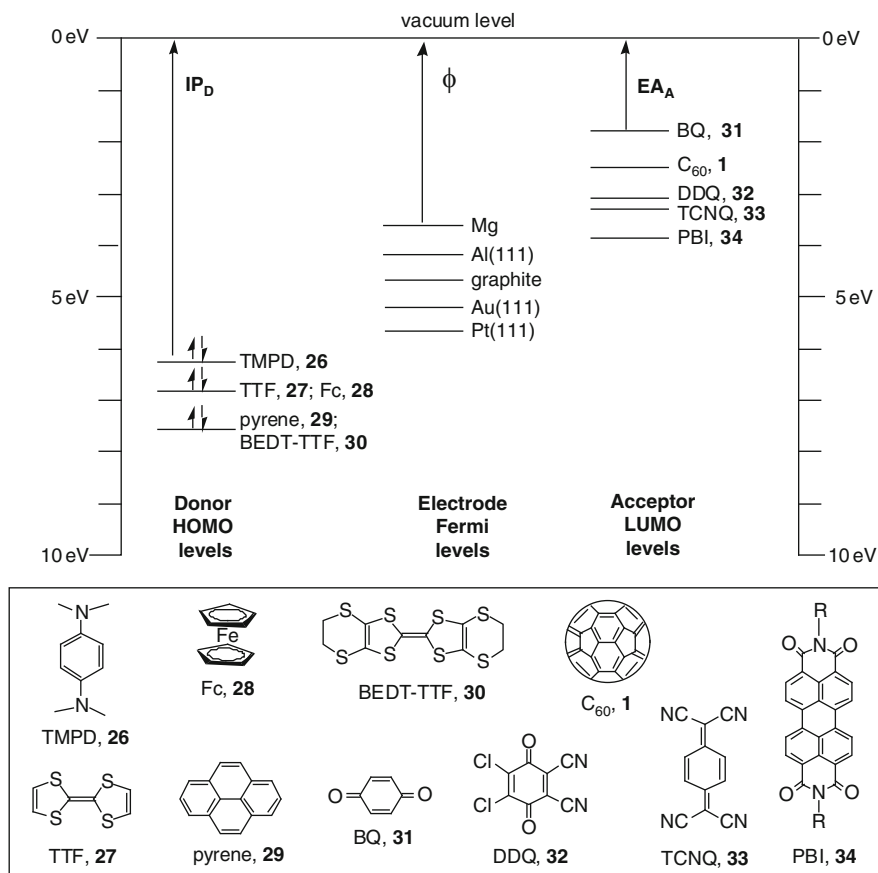 vacuum level
0 eV
0 eV
IP_D
ϕ
EA_A
BQ, 31
C60, 1
DDQ, 32
TCNQ, 33
PBI, 34
Mg
Al(111)
graphite
Au(111)
Pt(111)
5 eV
5 eV
TMPD, 26
TTF, 27; Fc, 28
pyrene, 29;
BEDT-TTF, 30
Donor
HOMO
levels
Electrode
Fermi
levels
Acceptor
LUMO
levels
10 eV
10 eV
N
N
TMPD, 26
Fe
Fc, 28
S
S
S
S
S
S
S
S
BEDT-TTF, 30
C60, 1
S
S
S
S
TTF, 27
pyrene, 29
O
O
BQ, 31
O
Cl
CN
Cl
CN
O
DDQ, 32
NC
CN
NC
CN
TCNQ, 33
R
O
N
O
O
N
O
R
PBI, 34